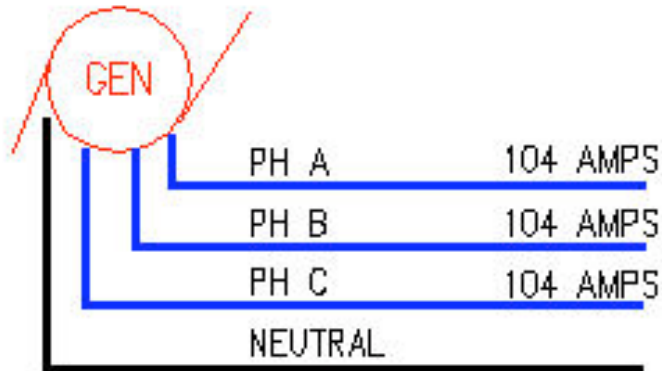 GEN
PH A 104 AMPS
PH B 104 AMPS
PH C 104 AMPS
NEUTRAL